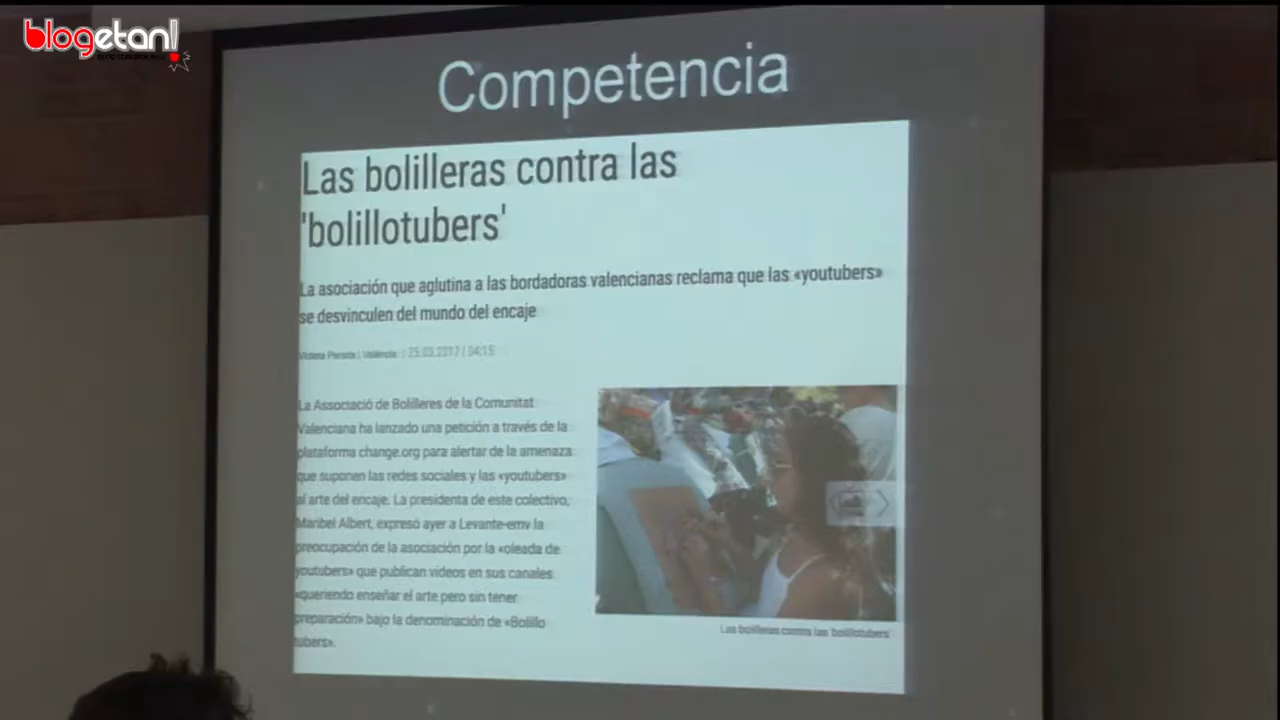 blogetanl
Competencia
Las bolilleras contra las
'bolillotubers'
La asociación que aglutina a las bordadoras valencianas reclama que las «youtubers»
se desvinculen del mundo del encaje
València | 25.03.2017 | 04:15
La Associació de Bolilleres de la Comunitat
Valenciana ha lanzado una petición a través de la
plataforma change.org para alertar de la amenaza
que suponen las redes sociales y las «youtubers»
al arte del encaje. La presidenta de este colectivo,
Maribel Albert, expresó ayer a Levante-emv la
preocupación de la asociación por la «oleada de
youtubers» que publican videos en sus canales
«queriendo enseñar el arte pero sin tener
preparación» bajo la denominación de «Bolillo
tubers».
Las bolilleras contra las 'bolillotubers'